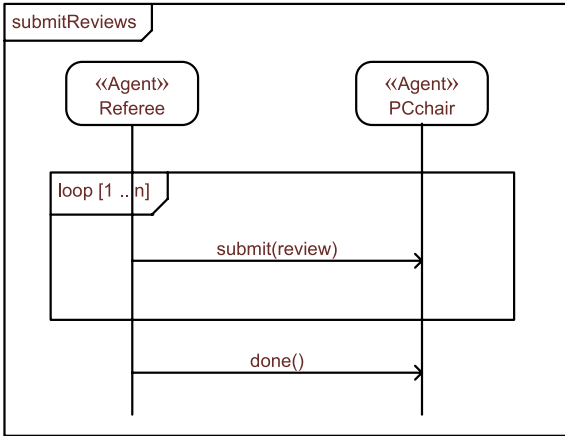 submitReviews
«Agent»
Referee
«Agent»
PCchair
loop [1 ...n]
submit(review)
done()